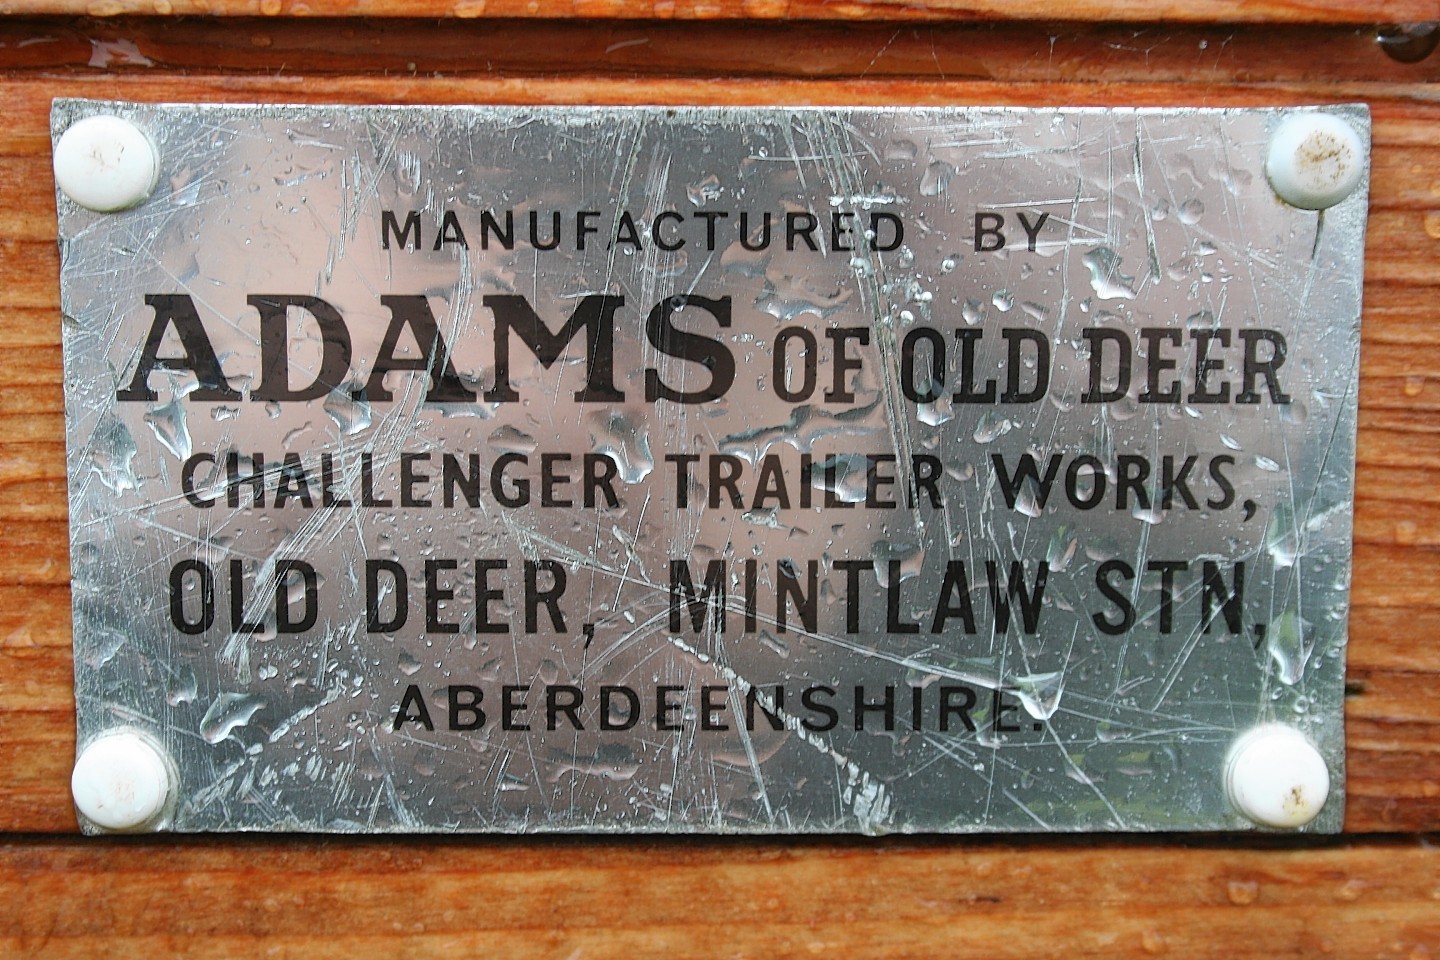 MANUFACTURED BY
ADAMS OF OLD DEER
CHALLENGER TRAILER WORKS,
OLD DEER, MINTLAW STN,
ABERDEENSHIRE.